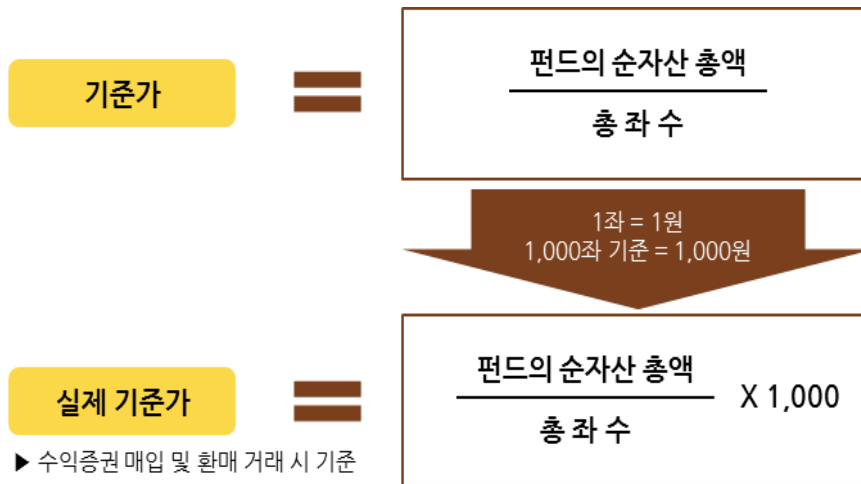 기준가
펀드의 순자산 총액
총 좌 수
1좌 = 1원
1,000좌 기준 = 1,000원
실제 기준가
펀드의 순자산 총액
총 좌 수
X 1,000
▶ 수익증권 매입 및 환매 거래 시 기준